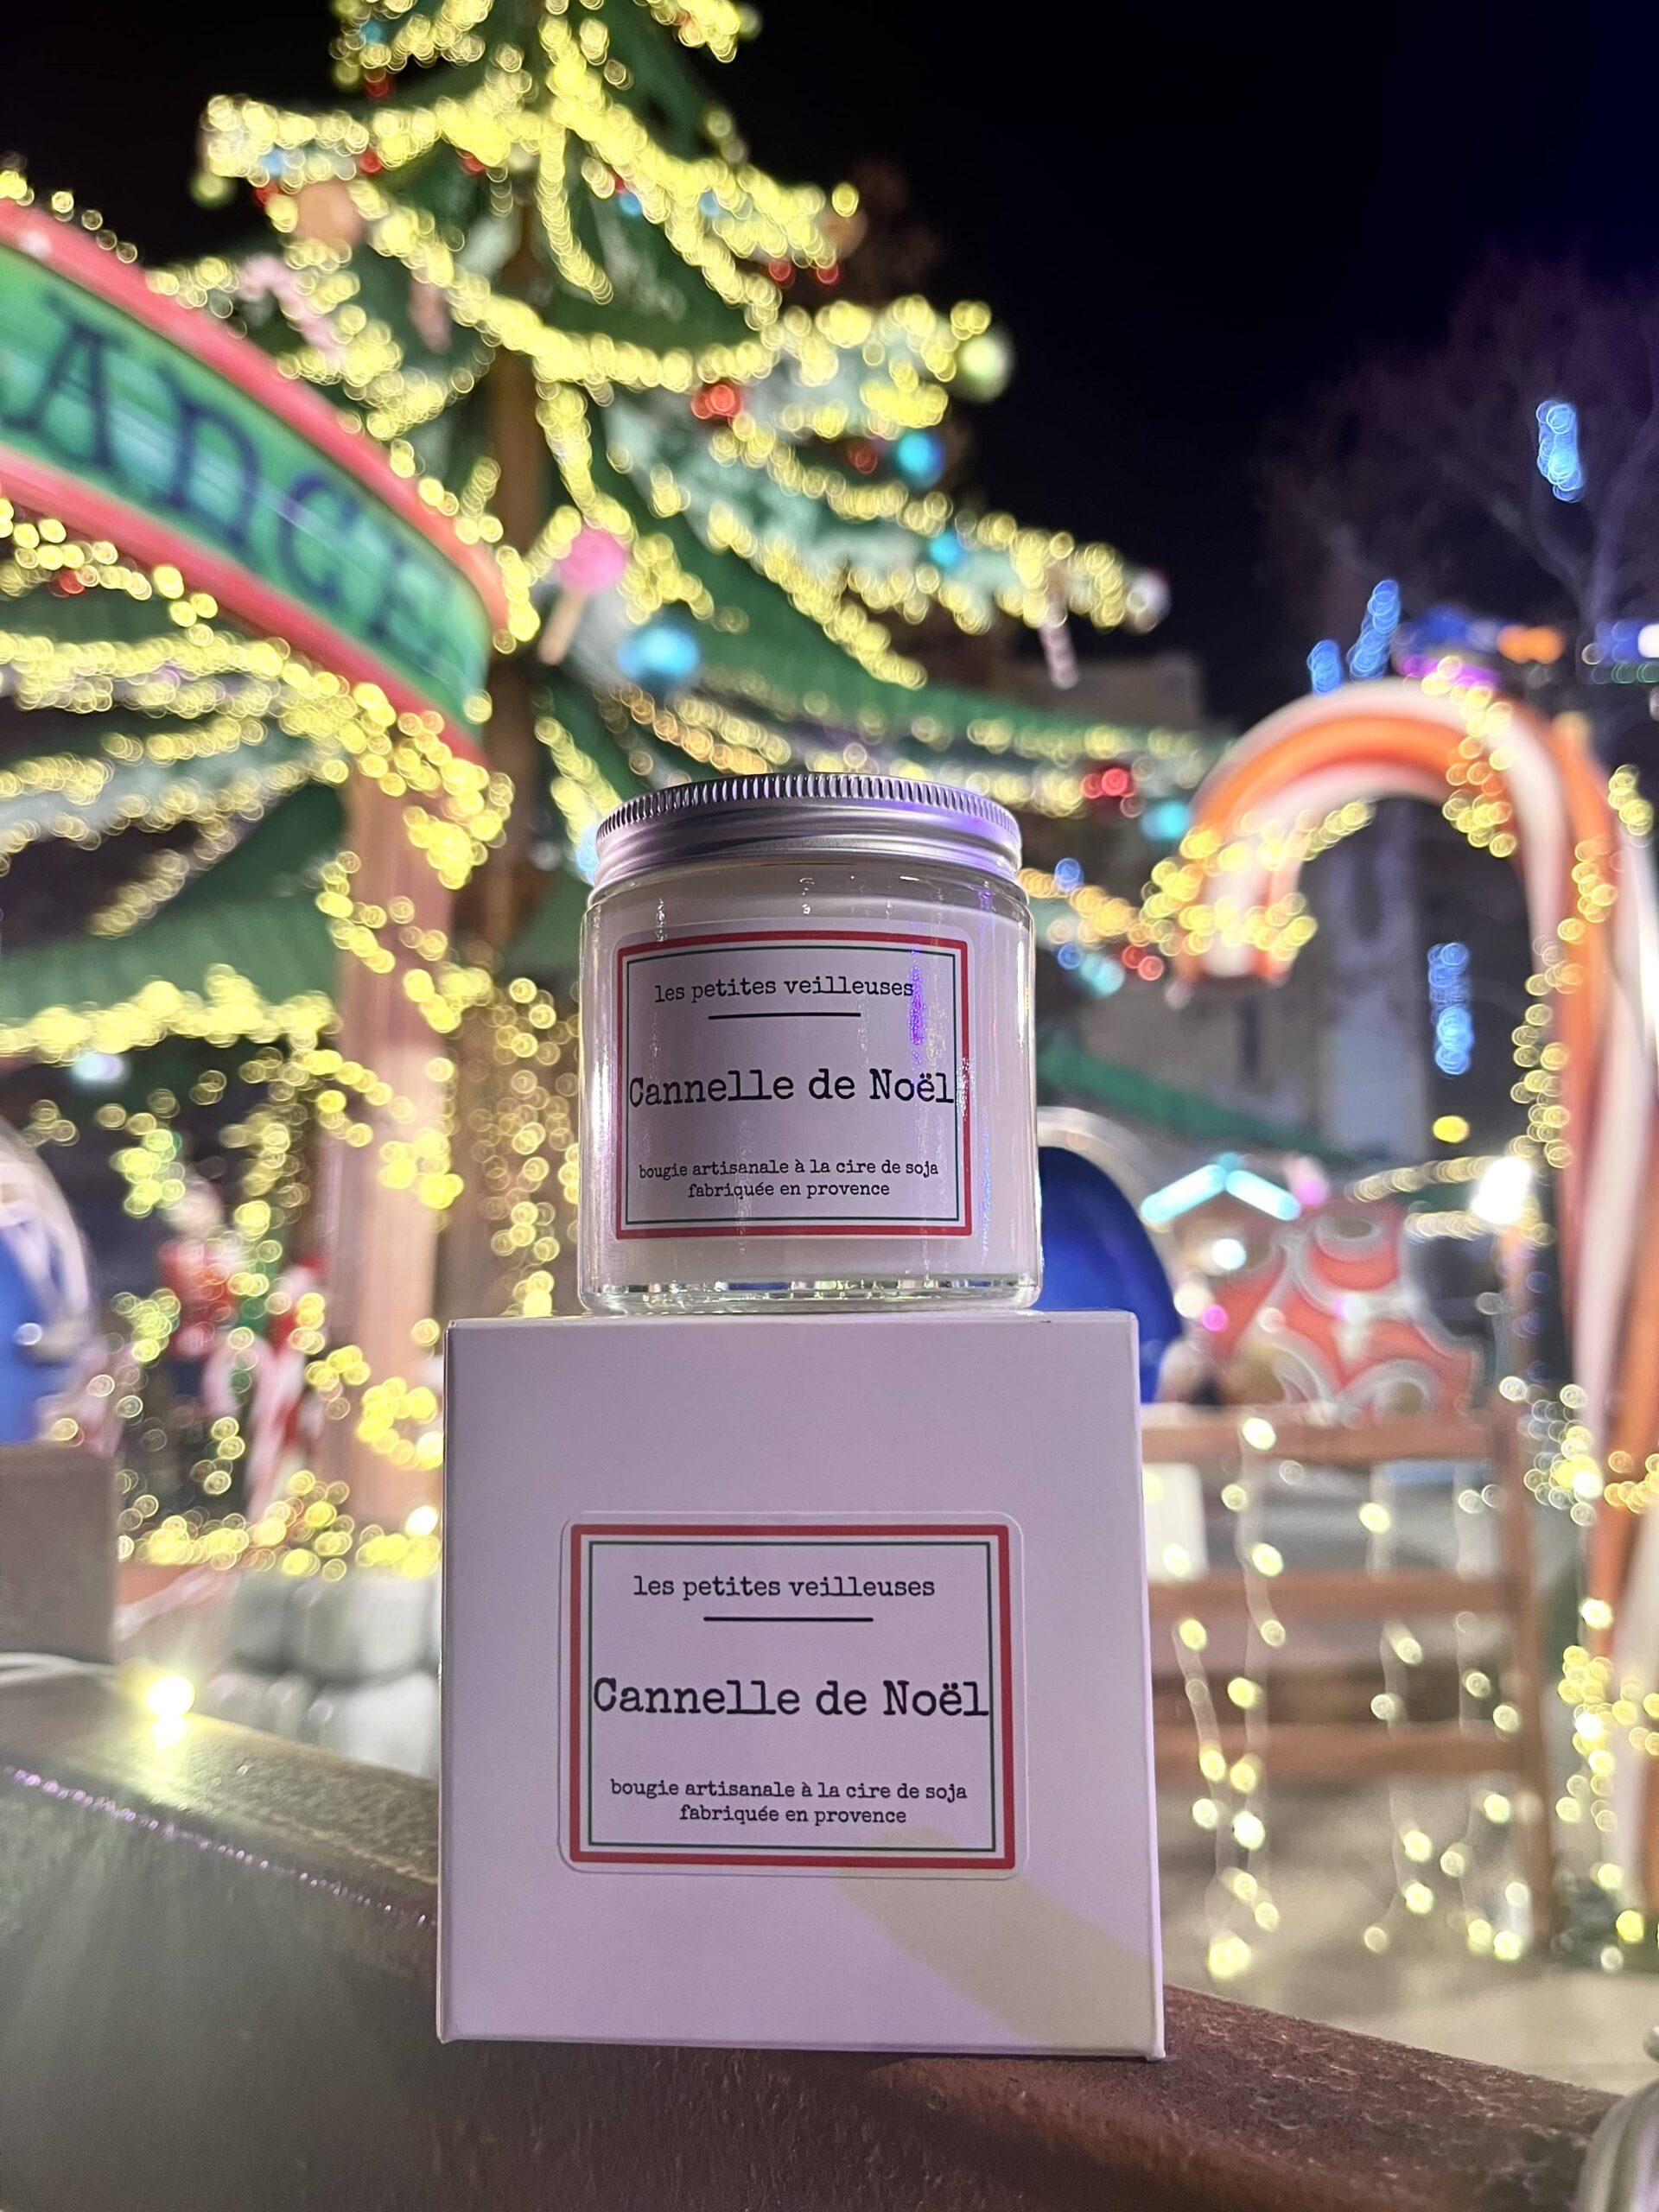 les petites veilleuses
Cannelle de Noël
bougie artisanale à la cire de soja
fabriquée en provence
les petites veilleuses
Cannelle de Noël
bougie artisanale à la cire de soja
fabriquée en provence